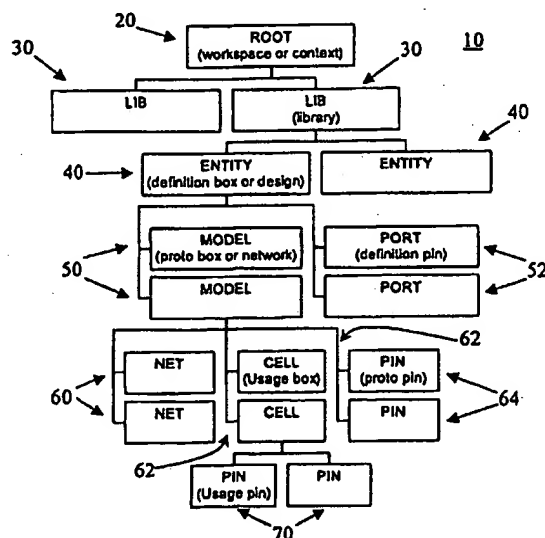 20
ROOT
(workspace or context)
10
30
30
LIB
LIB
(library)
40
40
ENTITY
(definition box or design)
ENTITY
MODEL
(proto box or network)
PORT
(definition pin)
50
52
MODEL
PORT
62
NET
CELL
(Usage box)
PIN
(proto pin)
60
64
NET
CELL
PIN
62
PIN
(Usage pin)
PIN
70